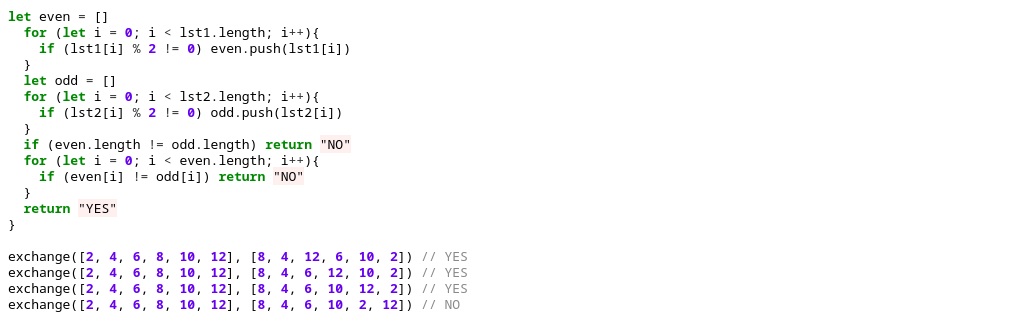 let even = []
  for (let i = 0; i < lst1.length; i++){
    if (lst1[i] % 2 != 0) even.push(lst1[i])
  }
  let odd = []
  for (let i = 0; i < lst2.length; i++){
    if (lst2[i] % 2 != 0) odd.push(lst2[i])
  }
  if (even.length != odd.length) return "NO"
  for (let i = 0; i < even.length; i++){
    if (even[i] != odd[i]) return "NO"
  }
  return "YES"
}

exchange([2, 4, 6, 8, 10, 12], [8, 4, 12, 6, 10, 2]) // YES
exchange([2, 4, 6, 8, 10, 12], [8, 4, 6, 12, 10, 2]) // YES
exchange([2, 4, 6, 8, 10, 12], [8, 4, 6, 10, 12, 2]) // YES
exchange([2, 4, 6, 8, 10, 12], [8, 4, 6, 10, 2, 12]) // NO